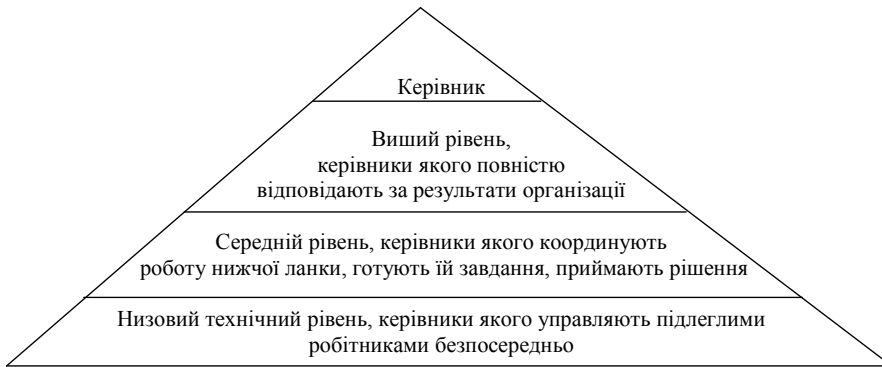 Керівник
Виший рівень,
керівники якого повністю
відповідають за результати організації
Середній рівень, керівники якого координують
роботу нижчої ланки, готують їй завдання, приймають рішення
Низовий технічний рівень, керівники якого управляють підлеглими
робітниками безпосередньо